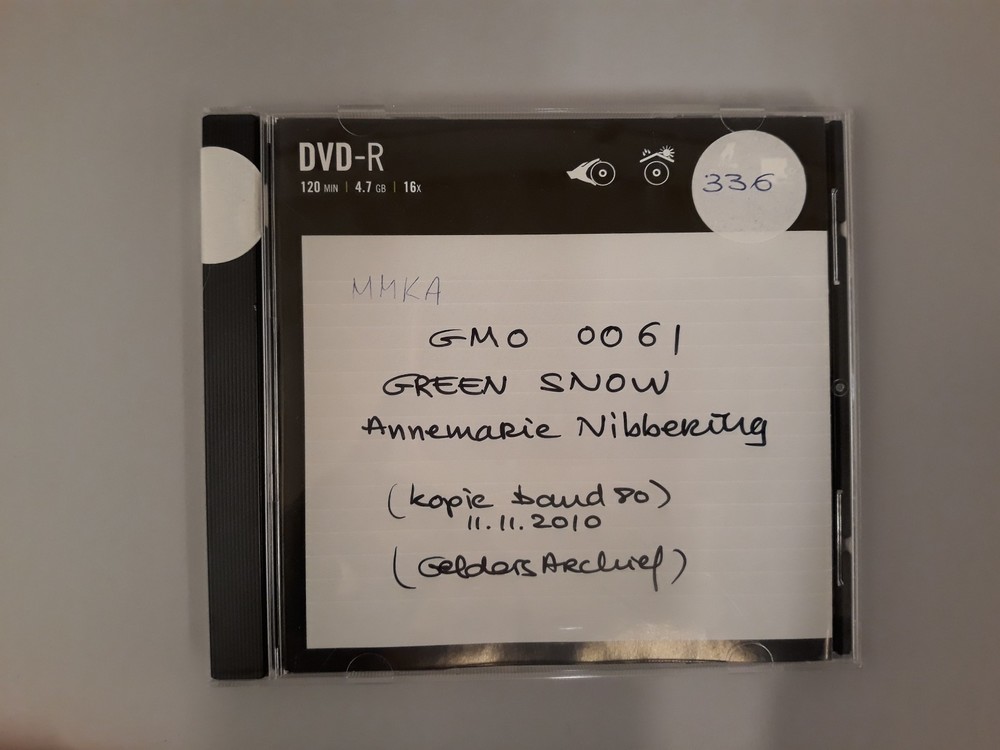 DVD-R
120 MIN | 4.7 GB | 16x
336
MMKA
GMO 0061
GREEN SNOW
Annemarie Nibbering
(kopie band 80)
11.11.2010
(Gelders Archief)